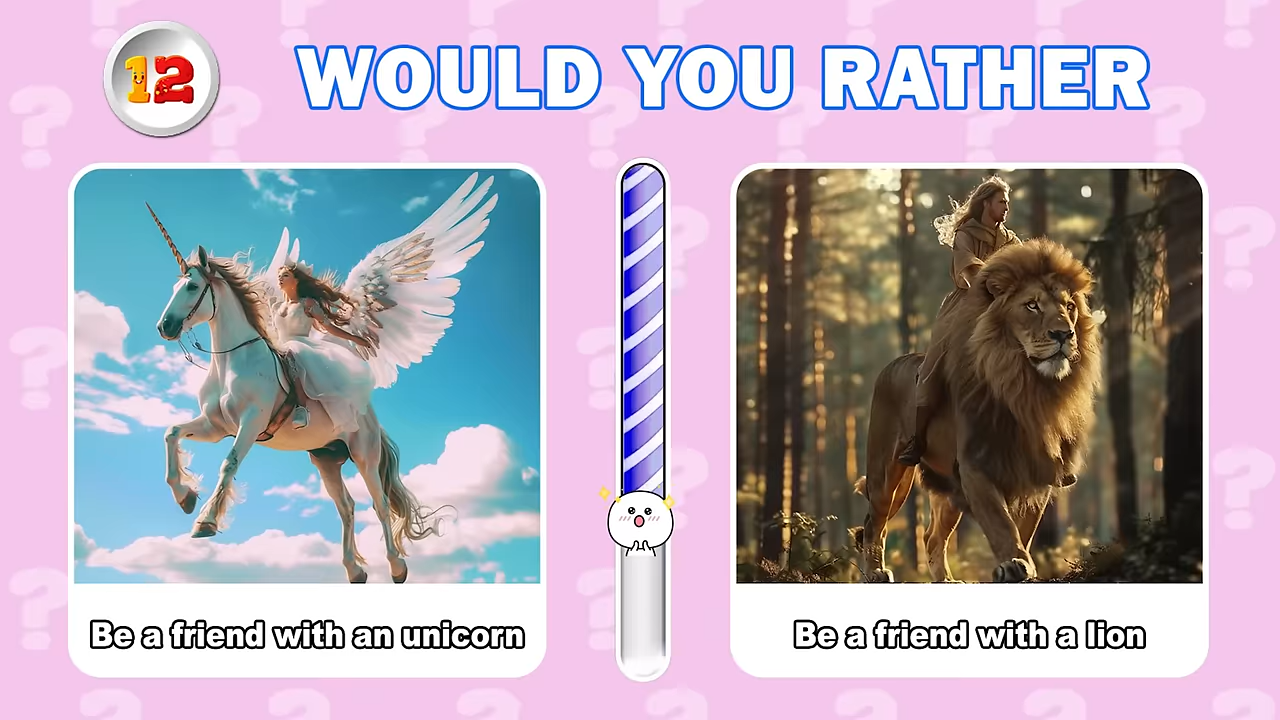 12
WOULD YOU RATHER
Be a friend with an unicorn
Be a friend with a lion